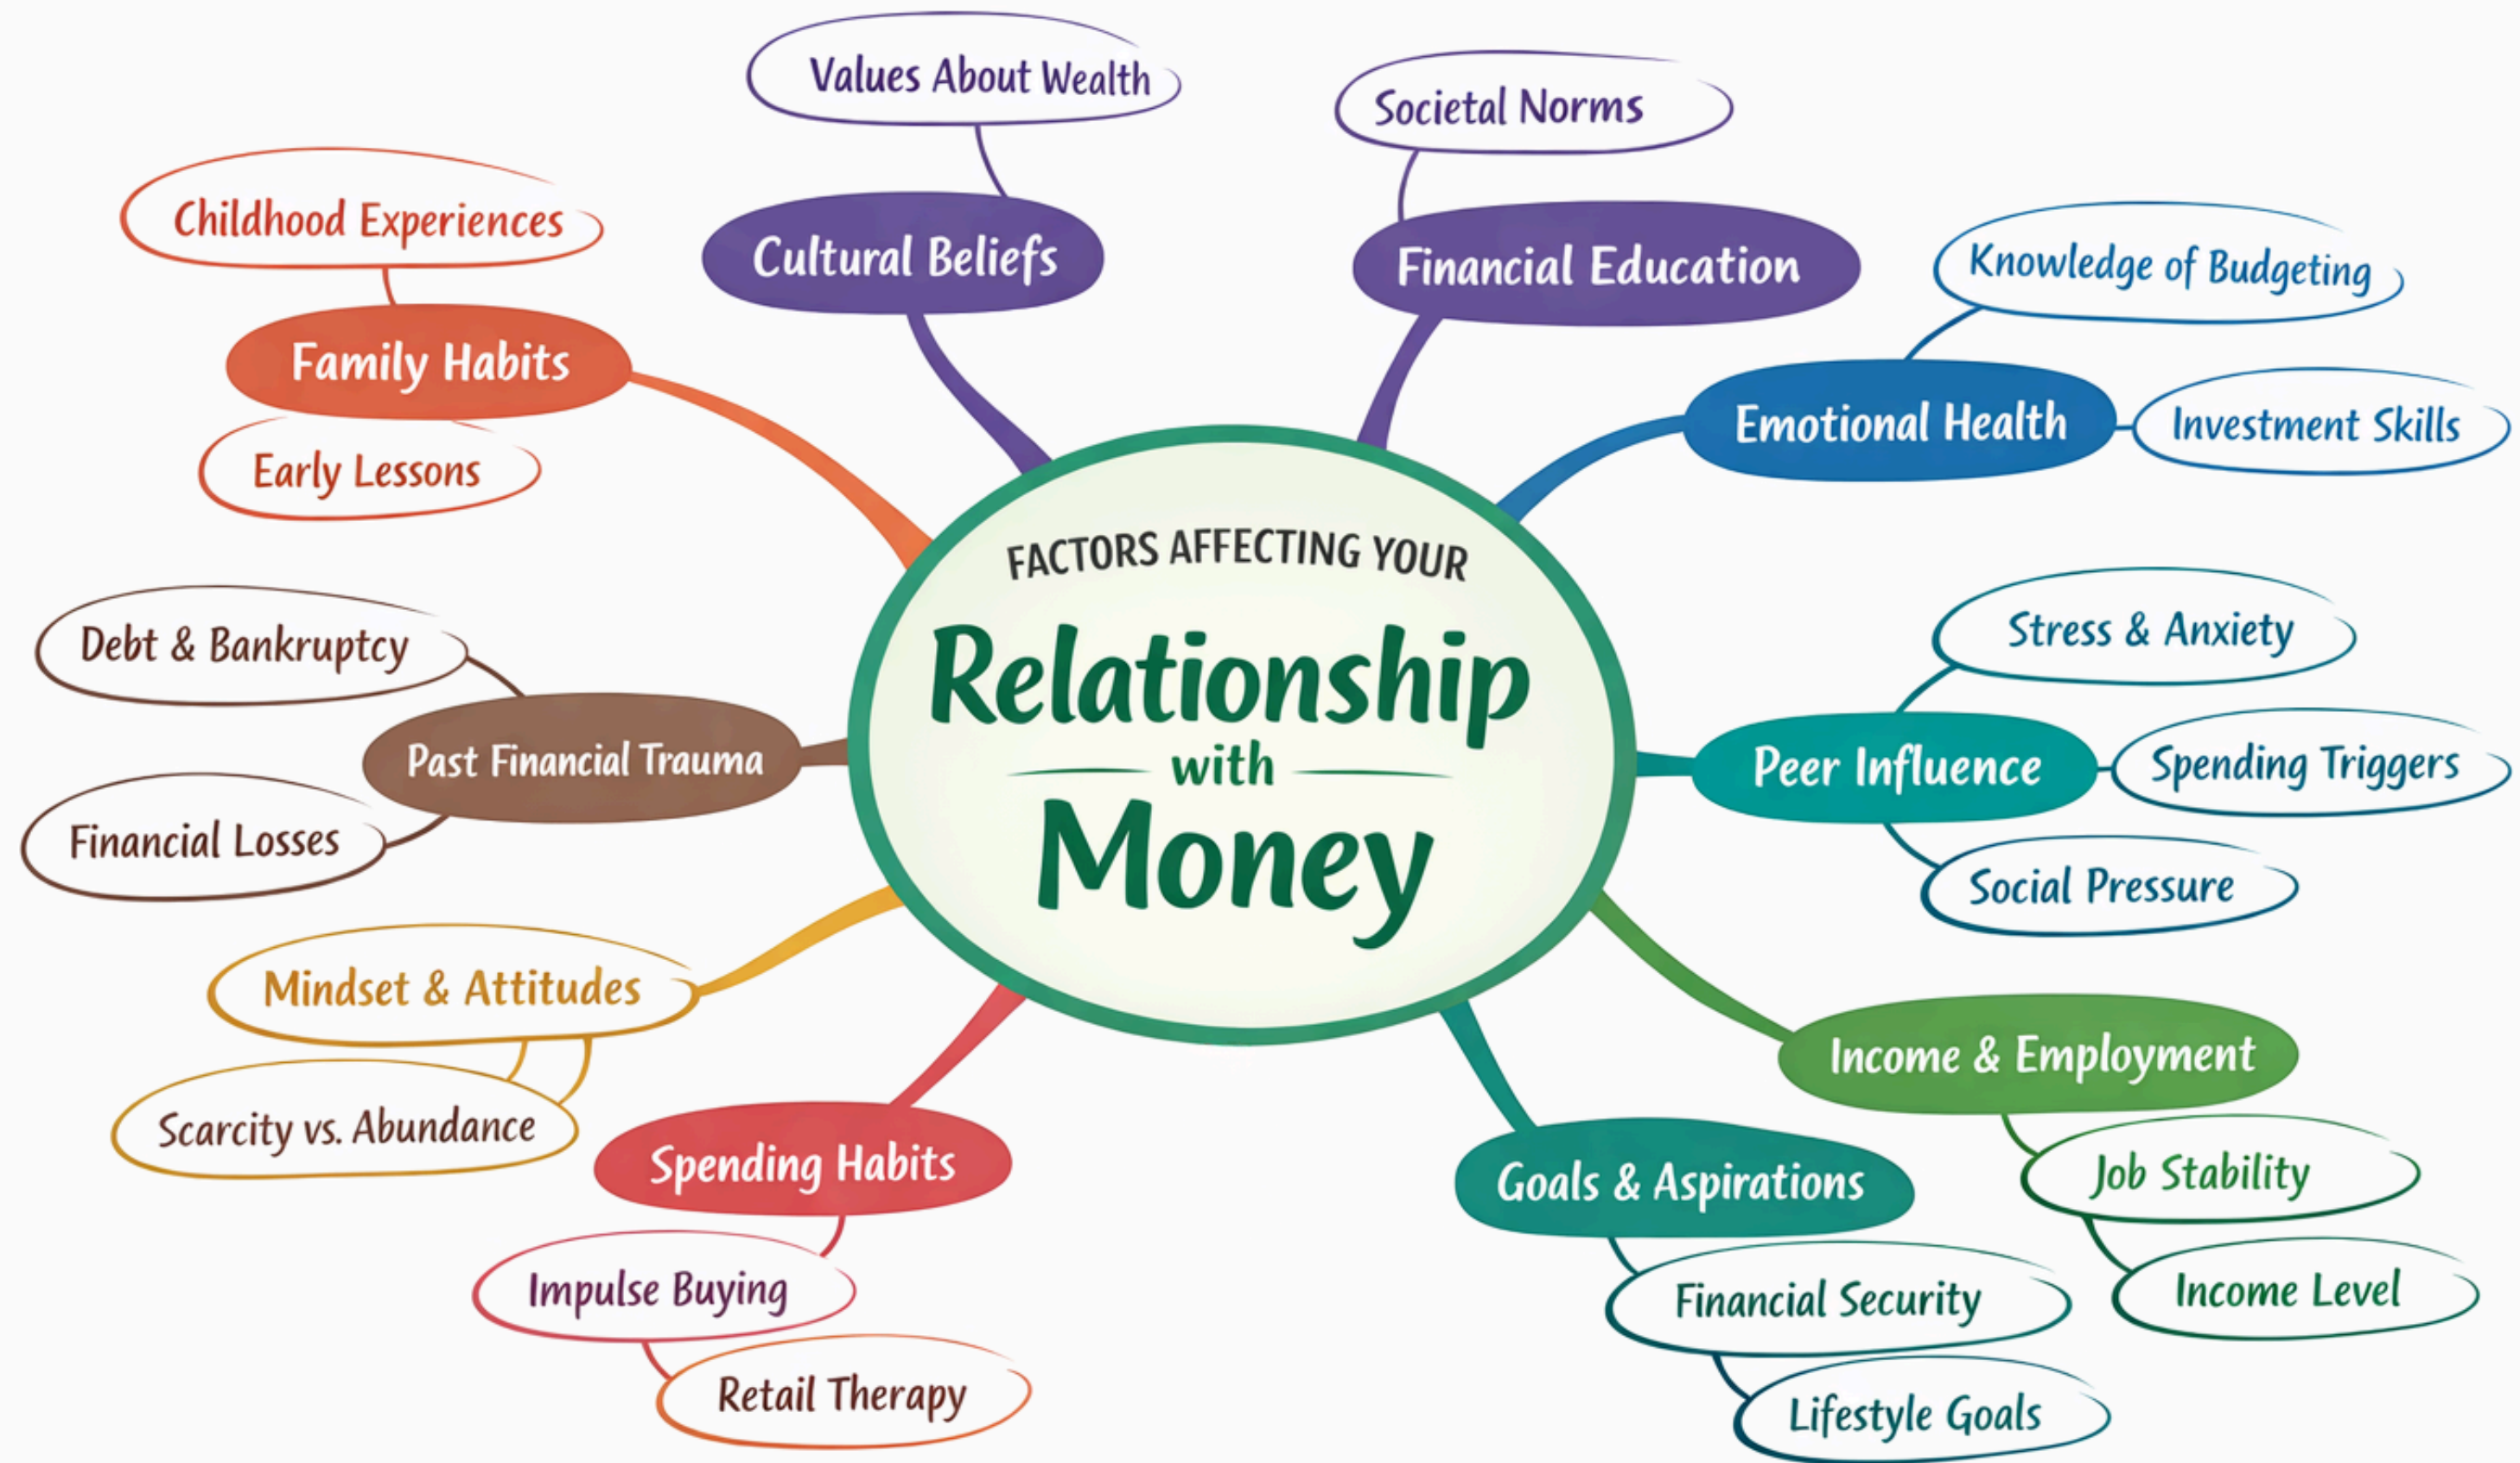 FACTORS AFFECTING YOUR
Relationship
with
Money
Values About Wealth
Cultural Beliefs
Societal Norms
Financial Education
Knowledge of Budgeting
Emotional Health
Investment Skills
Stress & Anxiety
Peer Influence
Spending Triggers
Social Pressure
Income & Employment
Job Stability
Income Level
Goals & Aspirations
Financial Security
Lifestyle Goals
Spending Habits
Impulse Buying
Retail Therapy
Mindset & Attitudes
Scarcity vs. Abundance
Debt & Bankruptcy
Past Financial Trauma
Financial Losses
Childhood Experiences
Family Habits
Early Lessons